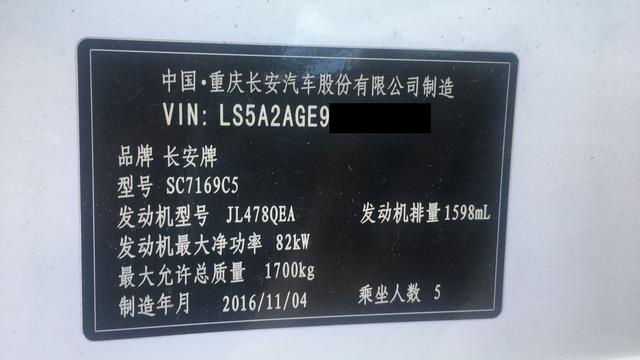 中国·重庆长安汽车股份有限公司制造
VIN: LS5A2AGE9
品牌 长安牌
型号 SC7169C5
发动机型号 JL478QEA 发动机排量 1598mL
发动机最大净功率 82kW
最大允许总质量 1700kg
制造年月 2016/11/04 乘坐人数 5